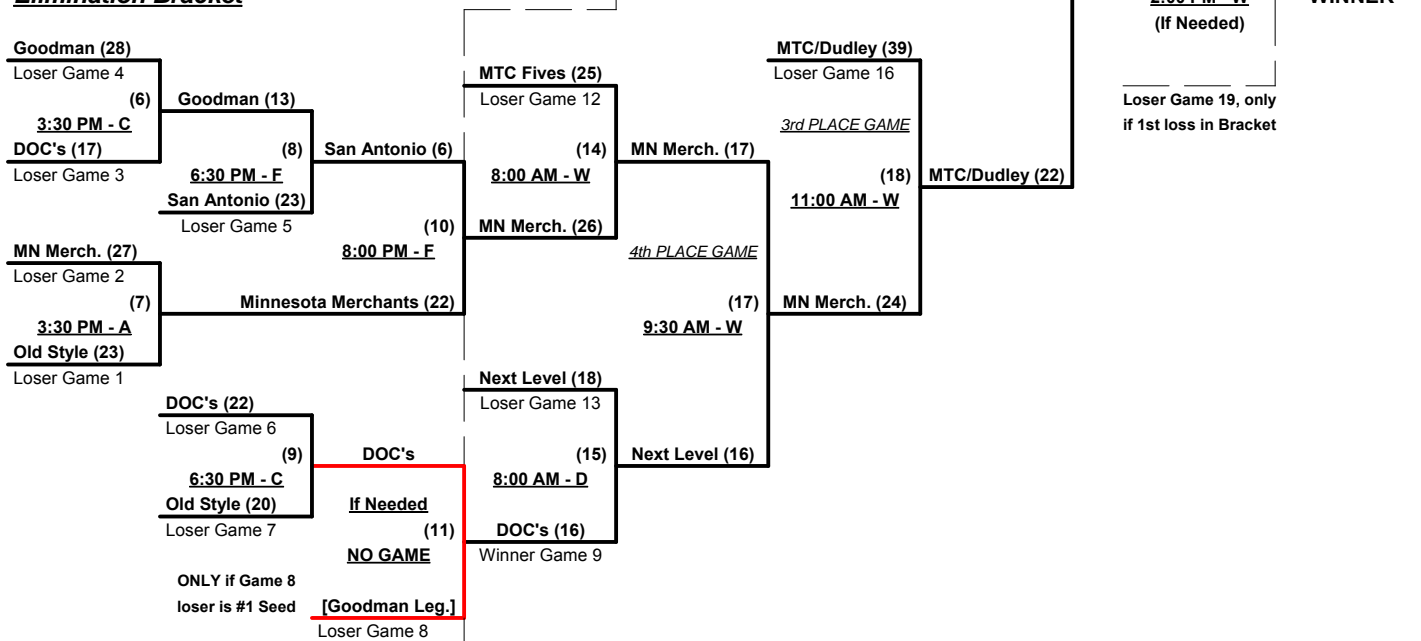 Elimination Bracket
2:00 PM - W
WINNER
(If Needed)
Goodman (28)
MTC/Dudley (39)
Loser Game 4
MTC Fives (25)
Loser Game 16
(6)
Goodman (13)
Loser Game 12
Loser Game 19, only
3:30 PM - C
3rd PLACE GAME
if 1st loss in Bracket
DOC's (17)
(8)
San Antonio (6)
(14)
MN Merch. (17)
Loser Game 3
6:30 PM - F
8:00 AM - W
(18)
MTC/Dudley (22)
San Antonio (23)
11:00 AM - W
Loser Game 5
(10)
MN Merch. (26)
MN Merch. (27)
8:00 PM - F
4th PLACE GAME
Loser Game 2
(7)
Minnesota Merchants (22)
(17)
MN Merch. (24)
3:30 PM - A
9:30 AM - W
Old Style (23)
Loser Game 1
Next Level (18)
DOC's (22)
Loser Game 13
Loser Game 6
(9)
DOC's
(15)
Next Level (16)
6:30 PM - C
8:00 AM - D
Old Style (20)
If Needed
Loser Game 7
(11)
DOC's (16)
NO GAME
Winner Game 9
ONLY if Game 8
loser is #1 Seed
[Goodman Leg.]
Loser Game 8